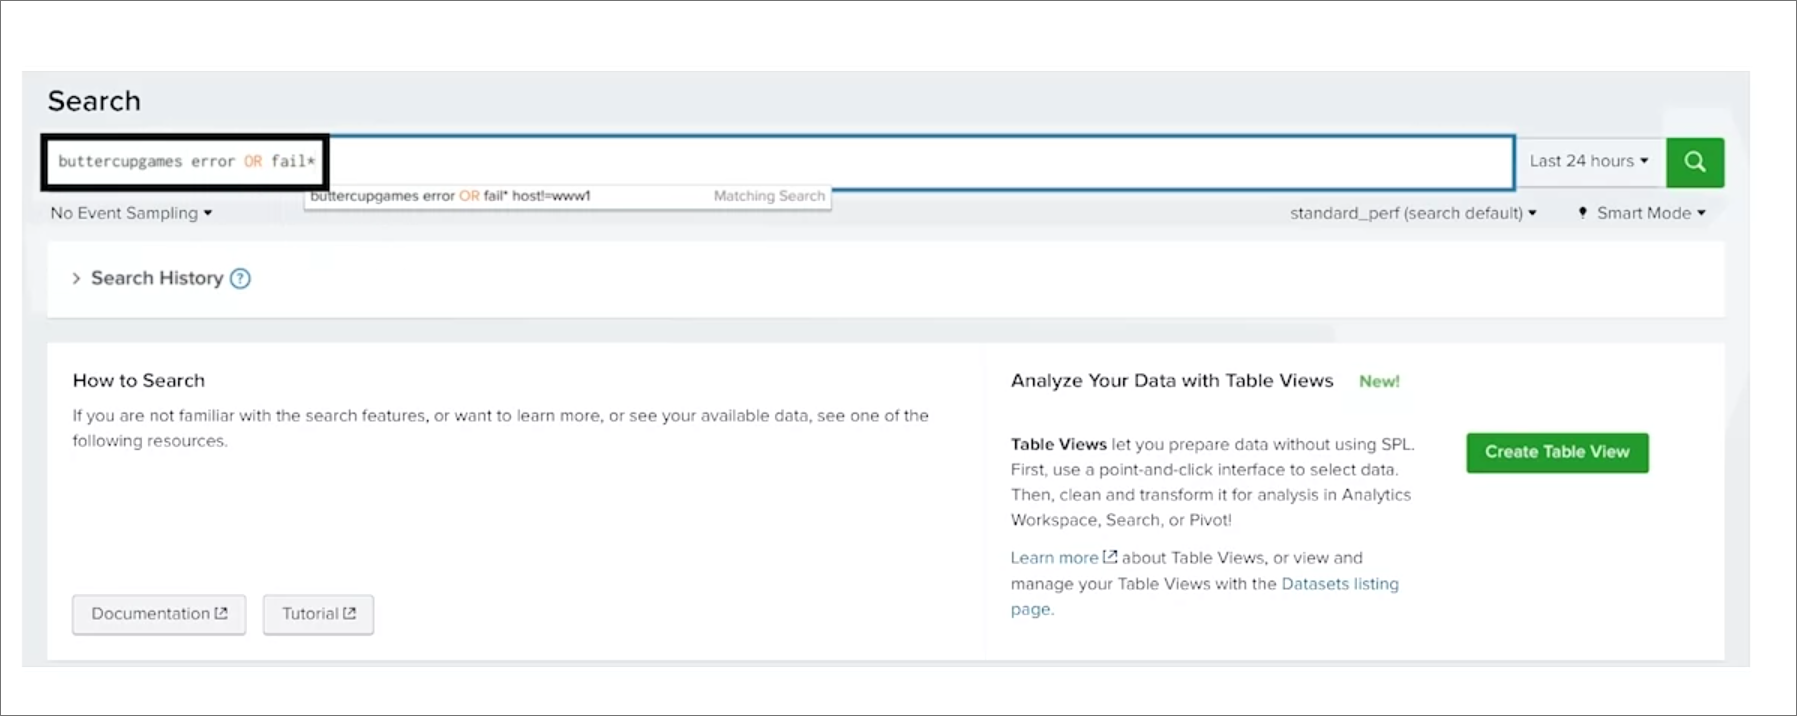 Search
buttercupgames error OR fail*
Last 24 hours
buttercupgames error OR fail* host!=www1 Matching Search
No Event Sampling
standard_perf (search default)
Smart Mode
Search History ?
How to Search
If you are not familiar with the search features, or want to learn more, or see your available data, see one of the
following resources.
Documentation
Tutorial
Analyze Your Data with Table Views New!
Table Views let you prepare data without using SPL.
First, use a point-and-click interface to select data.
Then, clean and transform it for analysis in Analytics
Workspace, Search, or Pivot!
Create Table View
Learn more about Table Views, or view and
manage your Table Views with the Datasets listing
page.